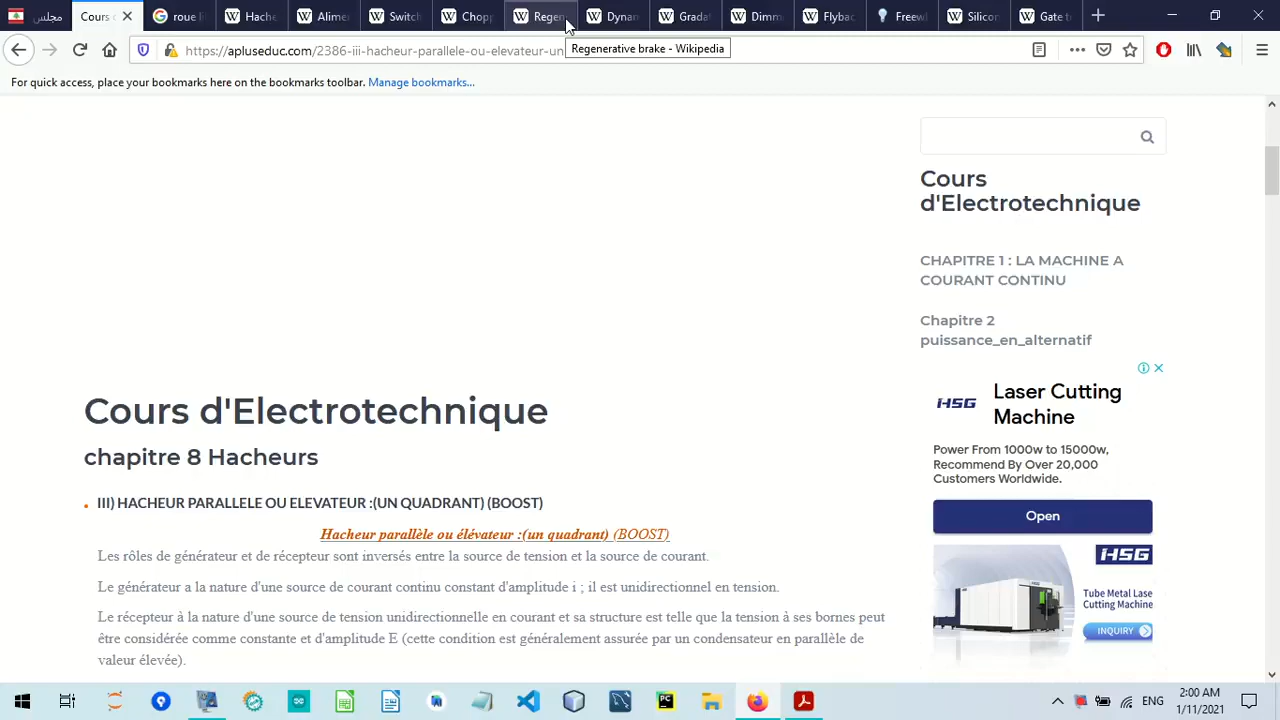 مجلس
Cours d
roue li
Hache
Alime
Switch
Chopp
Regen
Dynan
Grada
Dimm
Flybac
Freew
Silicon
Gate t
https://apluseduc.com/2386-iii-hacheur-parallele-ou-elevateur-un
Regenerative brake - Wikipedia
For quick access, place your bookmarks here on the bookmarks toolbar. Manage bookmarks...
Cours
d'Electrotechnique
CHAPITRE 1 : LA MACHINE A
COURANT CONTINU
Chapitre 2
puissance_en_alternatif
HSG
Laser Cutting
Machine
Power From 1000w to 15000w,
Recommend By Over 20,000
Customers Worldwide.
Open
HSG
Tube Metal Lase
Cutting Machine
INQUIRY
Cours d'Electrotechnique
chapitre 8 Hacheurs
III) HACHEUR PARALLELE OU ELEVATEUR :(UN QUADRANT) (BOOST)
Hacheur parallèle ou élévateur :(un quadrant) (BOOST)
Les rôles de générateur et de récepteur sont inversés entre la source de tension et la source de courant.
Le générateur a la nature d'une source de courant continu constant d'amplitude i ; il est unidirectionnel en tension.
Le récepteur à la nature d'une source de tension unidirectionnelle en courant et sa structure est telle que la tension à ses bornes peut
être considérée comme constante et d'amplitude E (cette condition est généralement assurée par un condensateur en parallèle de
valeur élevée).
PC
ENG
2:00 AM
1/11/2021